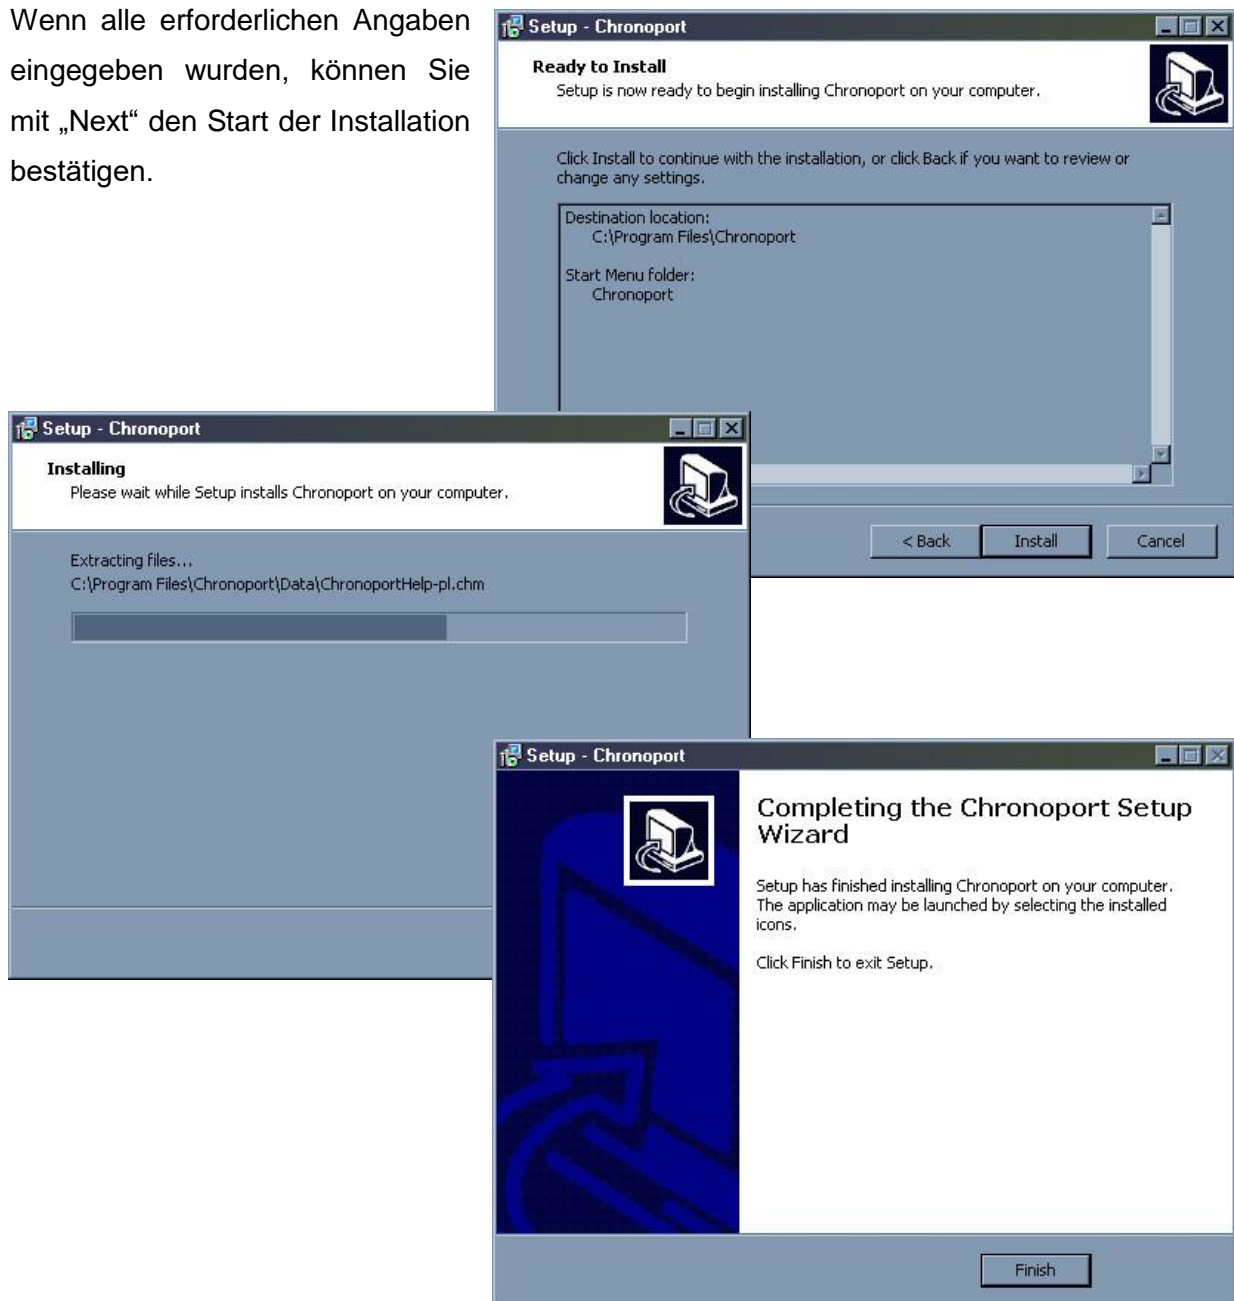 Wenn alle erforderlichen Angaben
eingegeben wurden, können Sie
mit „Next“ den Start der Installation
bestätigen.
Setup - Chronoport
Ready to Install
Setup is now ready to begin installing Chronoport on your computer.
Click Install to continue with the installation, or click Back if you want to review or
change any settings.
Destination location:
C:\Program Files\Chronoport
Start Menu folder:
Chronoport
< Back
Install
Cancel
Setup - Chronoport
Installing
Please wait while Setup installs Chronoport on your computer.
Extracting files...
C:\Program Files\Chronoport\Data\ChronoportHelp-pl.chm
Setup - Chronoport
Completing the Chronoport Setup
Wizard
Setup has finished installing Chronoport on your computer.
The application may be launched by selecting the installed
icons.
Click Finish to exit Setup.
Finish